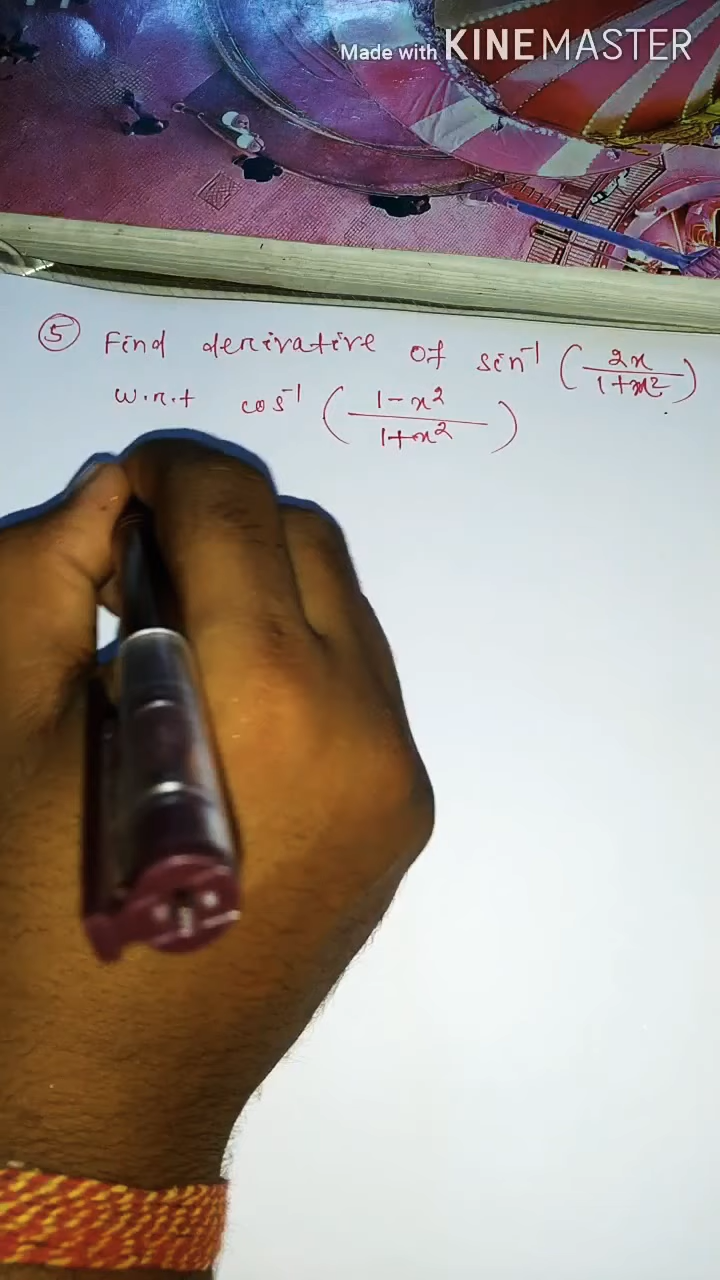 Made with KINEMASTER
⑤ Find derivative of sin⁻¹ (2x/1+x²)
w.r.t cos⁻¹ (1-x²/1+x²)